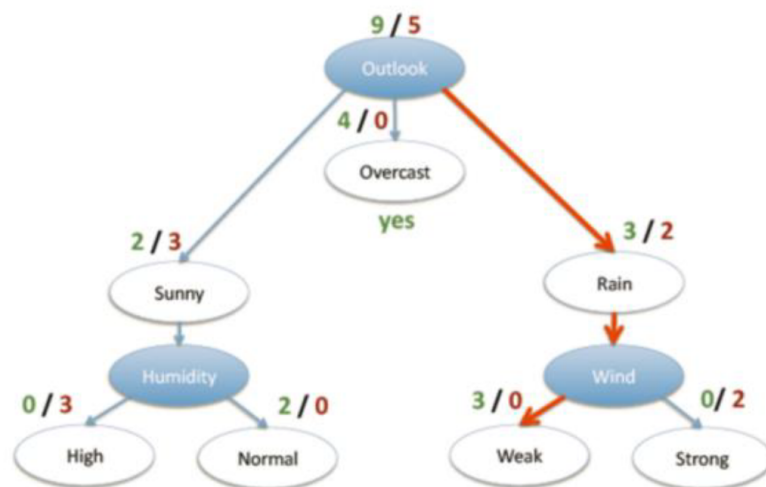 9 / 5
Outlook
4 / 0
Overcast
yes
2 / 3
3 / 2
Sunny
Rain
Humidity
Wind
0 / 3
2 / 0
3 / 0
0/ 2
High
Normal
Weak
Strong